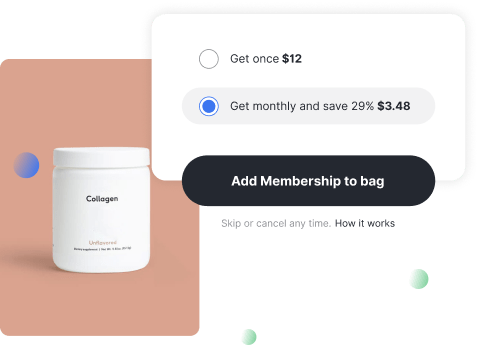 Get once $12
Get monthly and save 29% $3.48
Add Membership to bag
Skip or cancel any time. How it works
Collagen
Unflavored